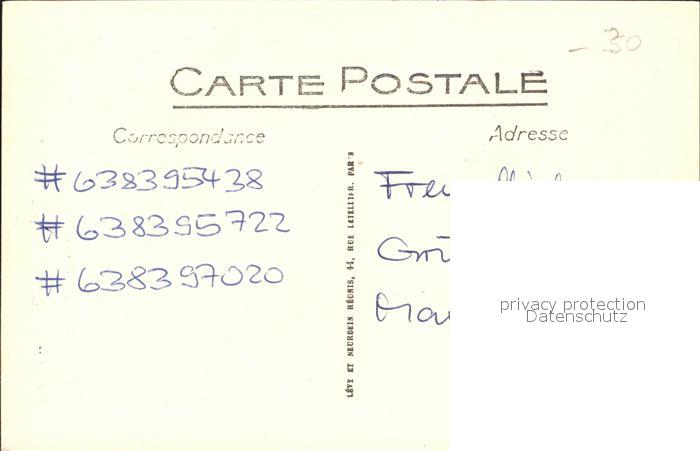 -.30
CARTE POSTALE
Correspondance
Adresse
#638395438
#638395722
#638397020
LÉVY ET NEURDEIN RÉUNIS, 44, RUE LETELLIER, PARIS
privacy protection
Datenschutz